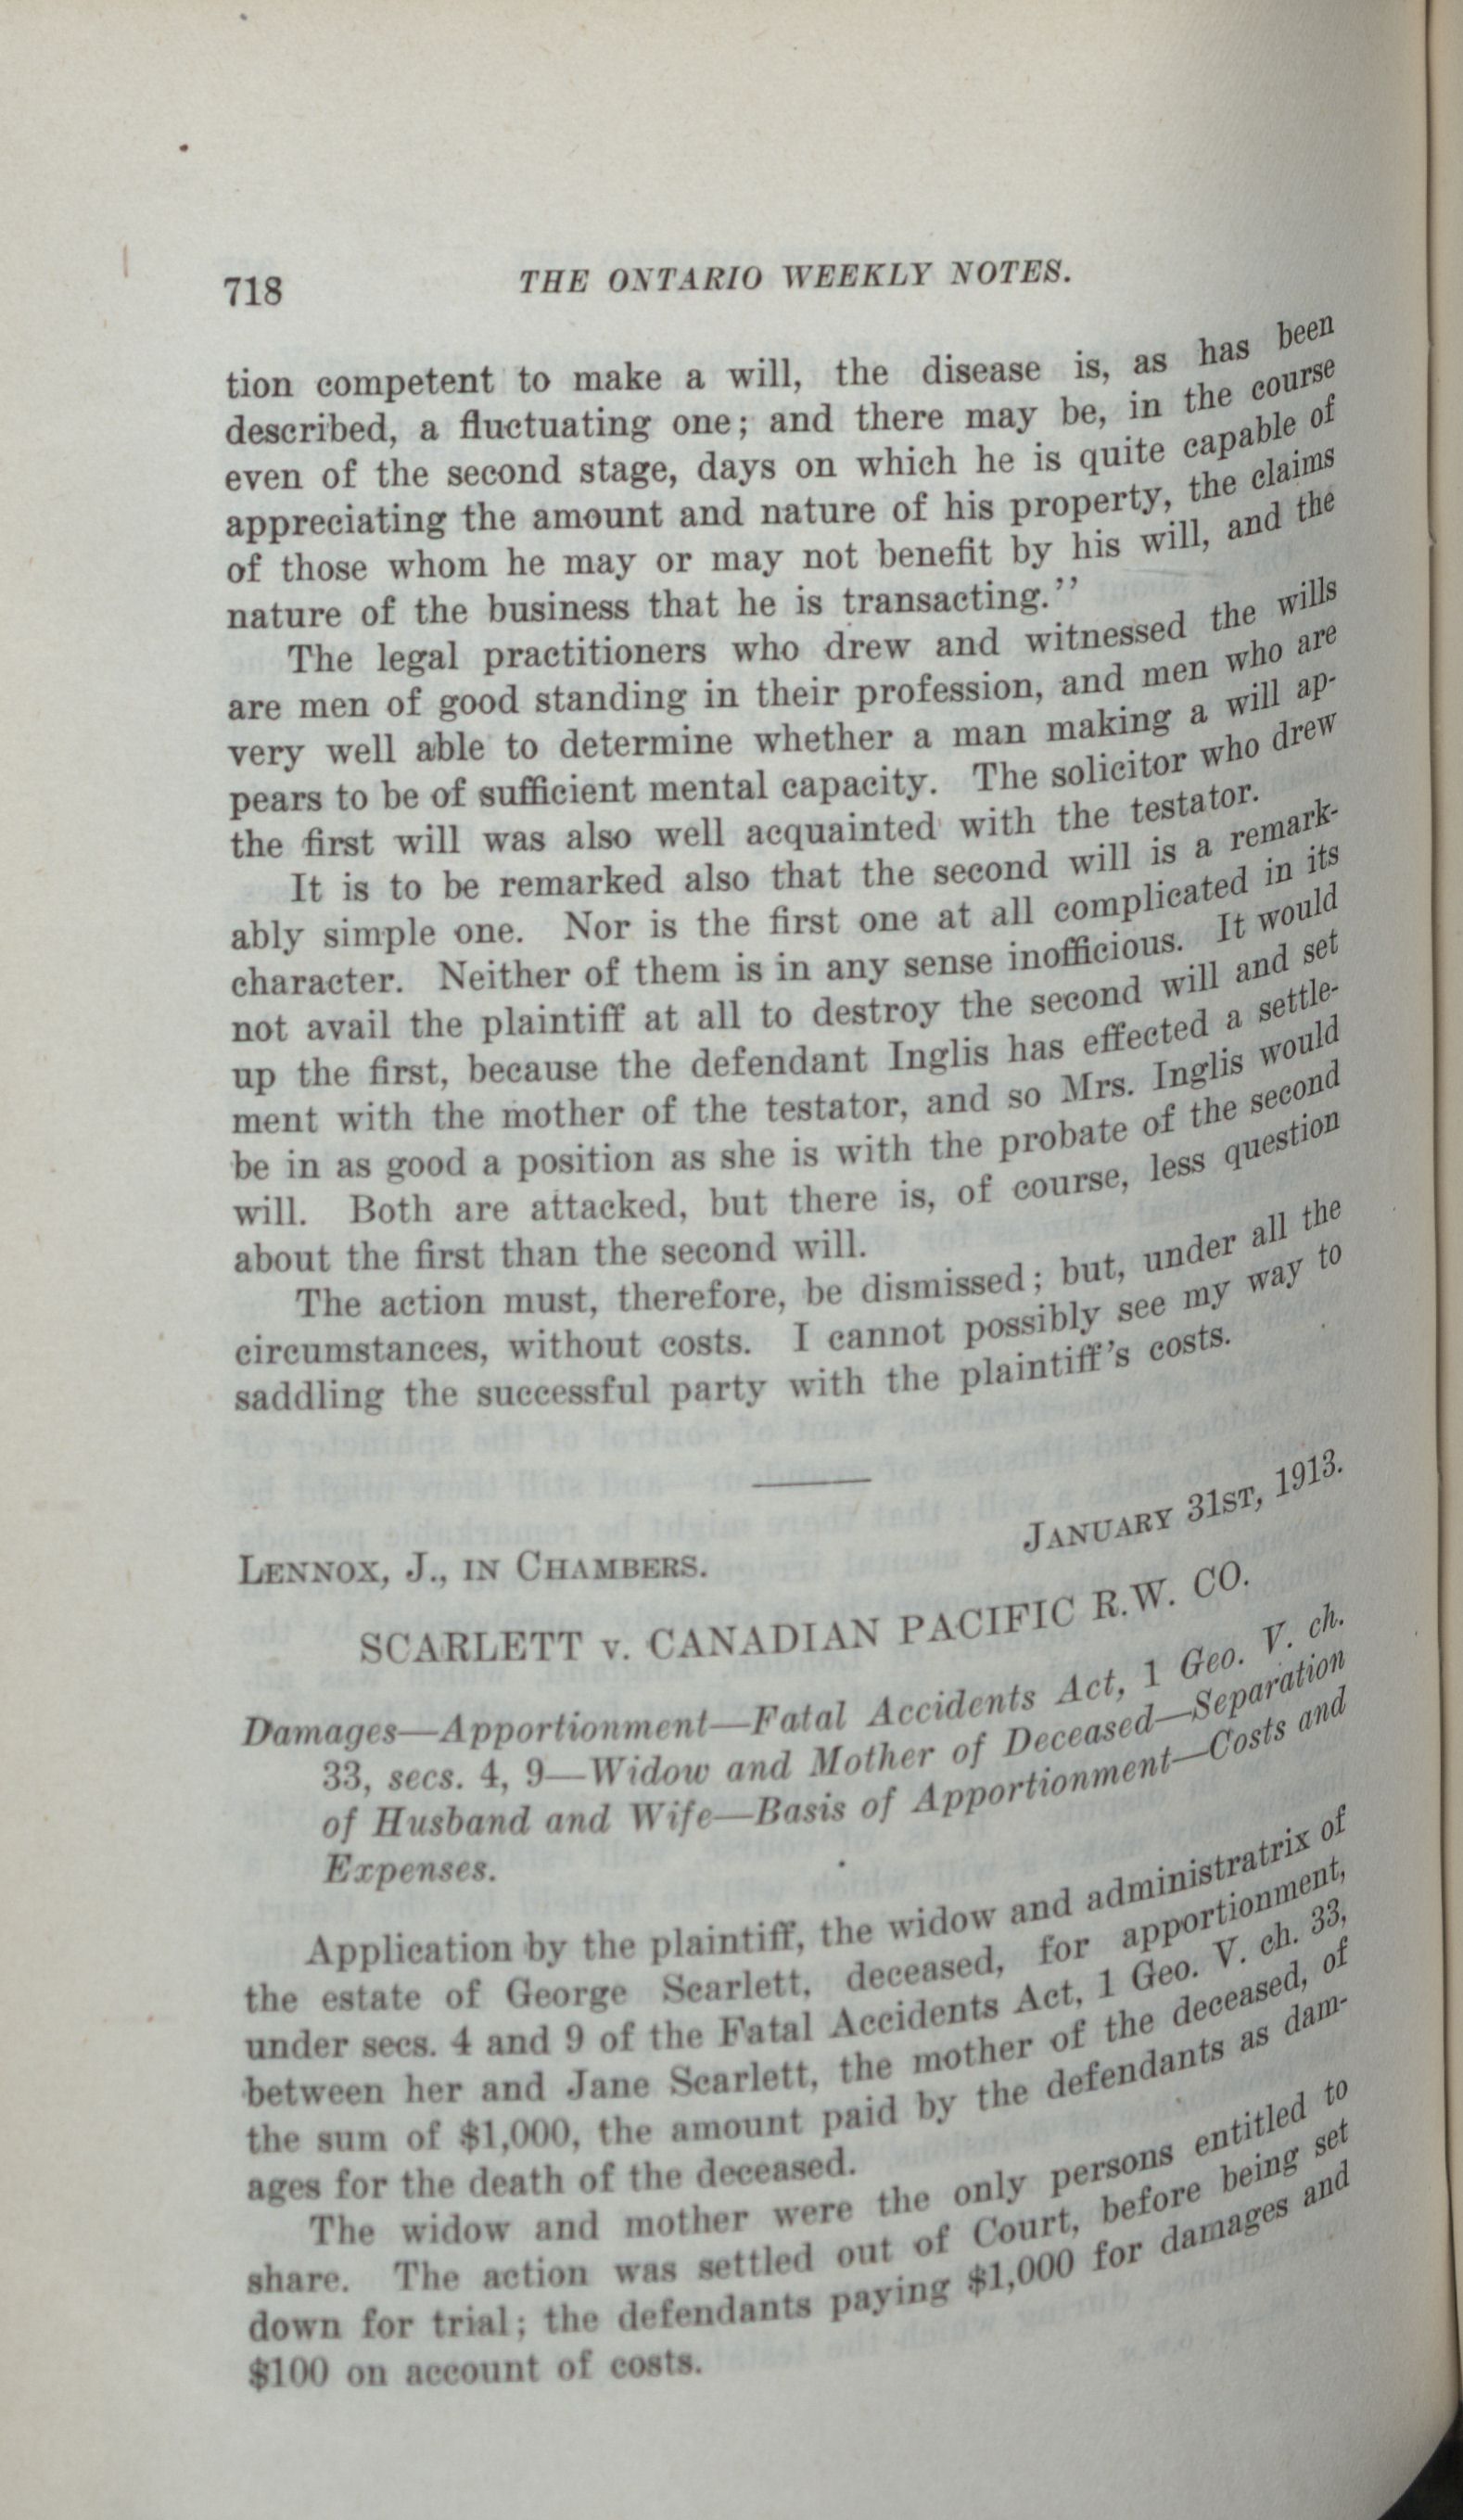 718
THE ONTARIO WEEKLY NOTES.
tion competent to make a will, the disease is, as has been
described, a fluctuating one; and there may be, in the course
even of the second stage, days on which he is quite capable of
appreciating the amount and nature of his property, the claims
of those whom he may or may not benefit by his will, and the
nature of the business that he is transacting.''
The legal practitioners who drew and witnessed the wills
are men of good standing in their profession, and men who are
very well able to determine whether a man making a will ap-
pears to be of sufficient mental capacity. The solicitor who drew
the first will was also well acquainted with the testator.
It is to be remarked also that the second will is a remark-
ably simple one. Nor is the first one at all complicated in its
character. Neither of them is in any sense inofficious. It would
not avail the plaintiff at all to destroy the second will and set
up the first, because the defendant Inglis has effected a settle-
ment with the mother of the testator, and so Mrs. Inglis would
be in as good a position as she is with the probate of the second
will. Both are attacked, but there is, of course, less question
about the first than the second will.
The action must, therefore, be dismissed; but, under all the
circumstances, without costs. I cannot possibly see my way to
saddling the successful party with the plaintiff's costs.
LENNOX, J., IN CHAMBERS.
JANUARY 31ST, 1913.
SCARLETT v. CANADIAN PACIFIC R.W. CO.
Damages—Apportionment—Fatal Accidents Act, 1 Geo. V. ch.
33, secs. 4, 9—Widow and Mother of Deceased—Separation
of Husband and Wife—Basis of Apportionment—Costs and
Expenses.
Application by the plaintiff, the widow and administratrix of
the estate of George Scarlett, deceased, for apportionment,
under secs. 4 and 9 of the Fatal Accidents Act, 1 Geo. V. ch. 33,
between her and Jane Scarlett, the mother of the deceased, of
the sum of $1,000, the amount paid by the defendants as dam-
ages for the death of the deceased.
The widow and mother were the only persons entitled to
share. The action was settled out of Court, before being set
down for trial; the defendants paying $1,000 for damages and
$100 on account of costs.